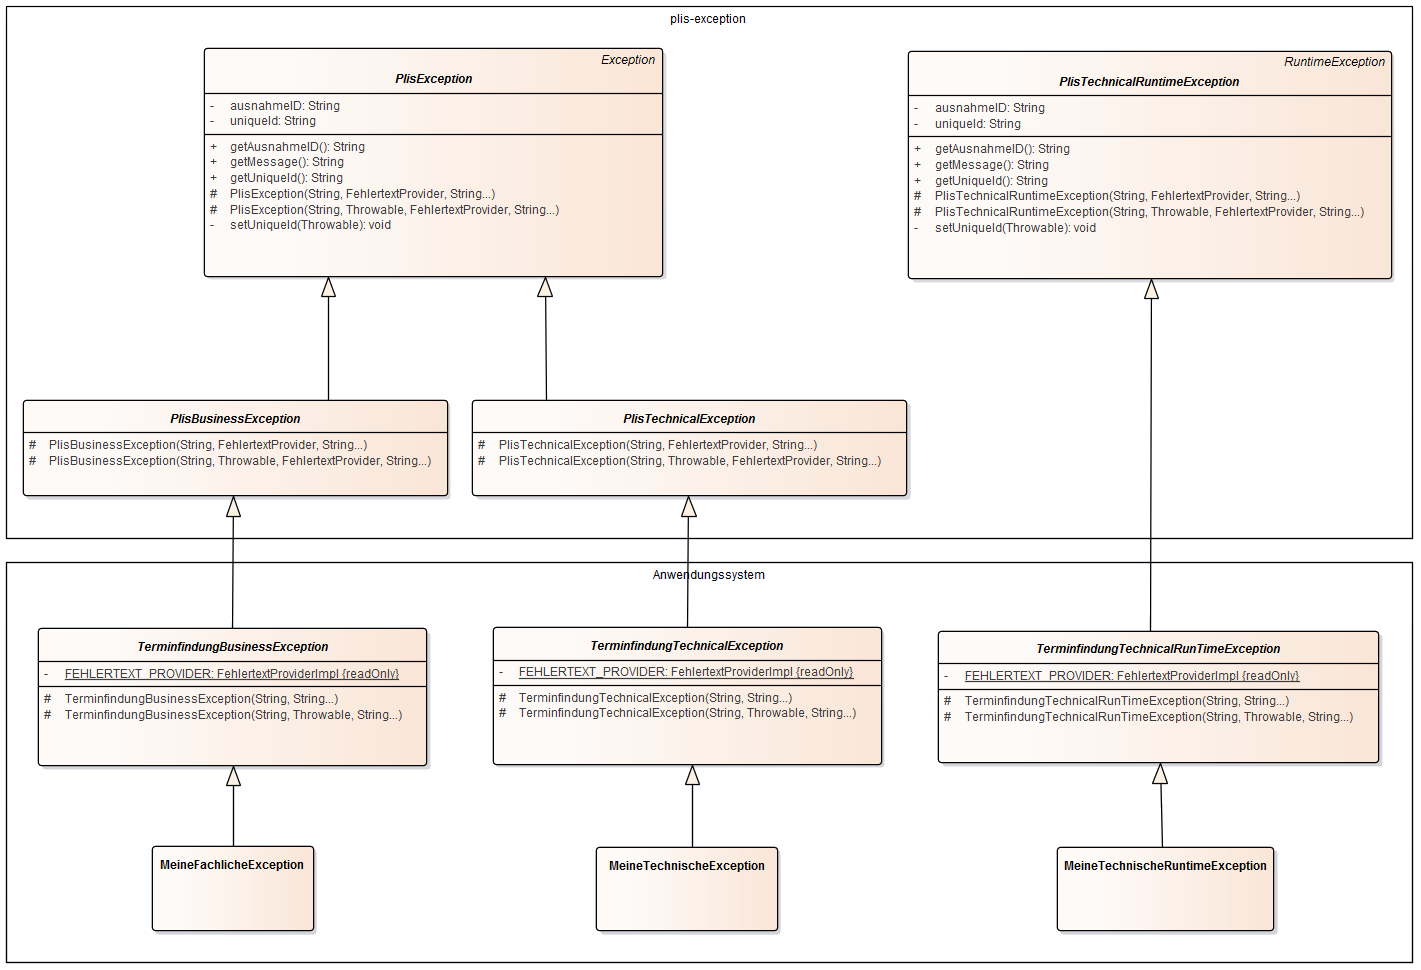 plis-exception
Exception
PlisException
- ausnahmeID: String
- uniqueId: String
+ getAusnahmeID(): String
+ getMessage(): String
+ getUniqueId(): String
# PlisException(String, FehlertextProvider, String...)
# PlisException(String, Throwable, FehlertextProvider, String...)
- setUniqueId(Throwable): void
RuntimeException
PlisTechnicalRuntimeException
- ausnahmeID: String
- uniqueId: String
+ getAusnahmeID(): String
+ getMessage(): String
+ getUniqueId(): String
# PlisTechnicalRuntimeException(String, FehlertextProvider, String...)
# PlisTechnicalRuntimeException(String, Throwable, FehlertextProvider, String...)
- setUniqueId(Throwable): void
PlisBusinessException
# PlisBusinessException(String, FehlertextProvider, String...)
# PlisBusinessException(String, Throwable, FehlertextProvider, String...)
PlisTechnicalException
# PlisTechnicalException(String, FehlertextProvider, String...)
# PlisTechnicalException(String, Throwable, FehlertextProvider, String...)
Anwendungssystem
TerminfindungBusinessException
- FEHLERTEXT_PROVIDER: FehlertextProviderImpl {readOnly}
# TerminfindungBusinessException(String, String...)
# TerminfindungBusinessException(String, Throwable, String...)
TerminfindungTechnicalException
- FEHLERTEXT_PROVIDER: FehlertextProviderImpl {readOnly}
# TerminfindungTechnicalException(String, String...)
# TerminfindungTechnicalException(String, Throwable, String...)
TerminfindungTechnicalRunTimeException
- FEHLERTEXT_PROVIDER: FehlertextProviderImpl {readOnly}
# TerminfindungTechnicalRunTimeException(String, String...)
# TerminfindungTechnicalRunTimeException(String, Throwable, String...)
MeineFachlicheException
MeineTechnischeException
MeineTechnischeRuntimeException